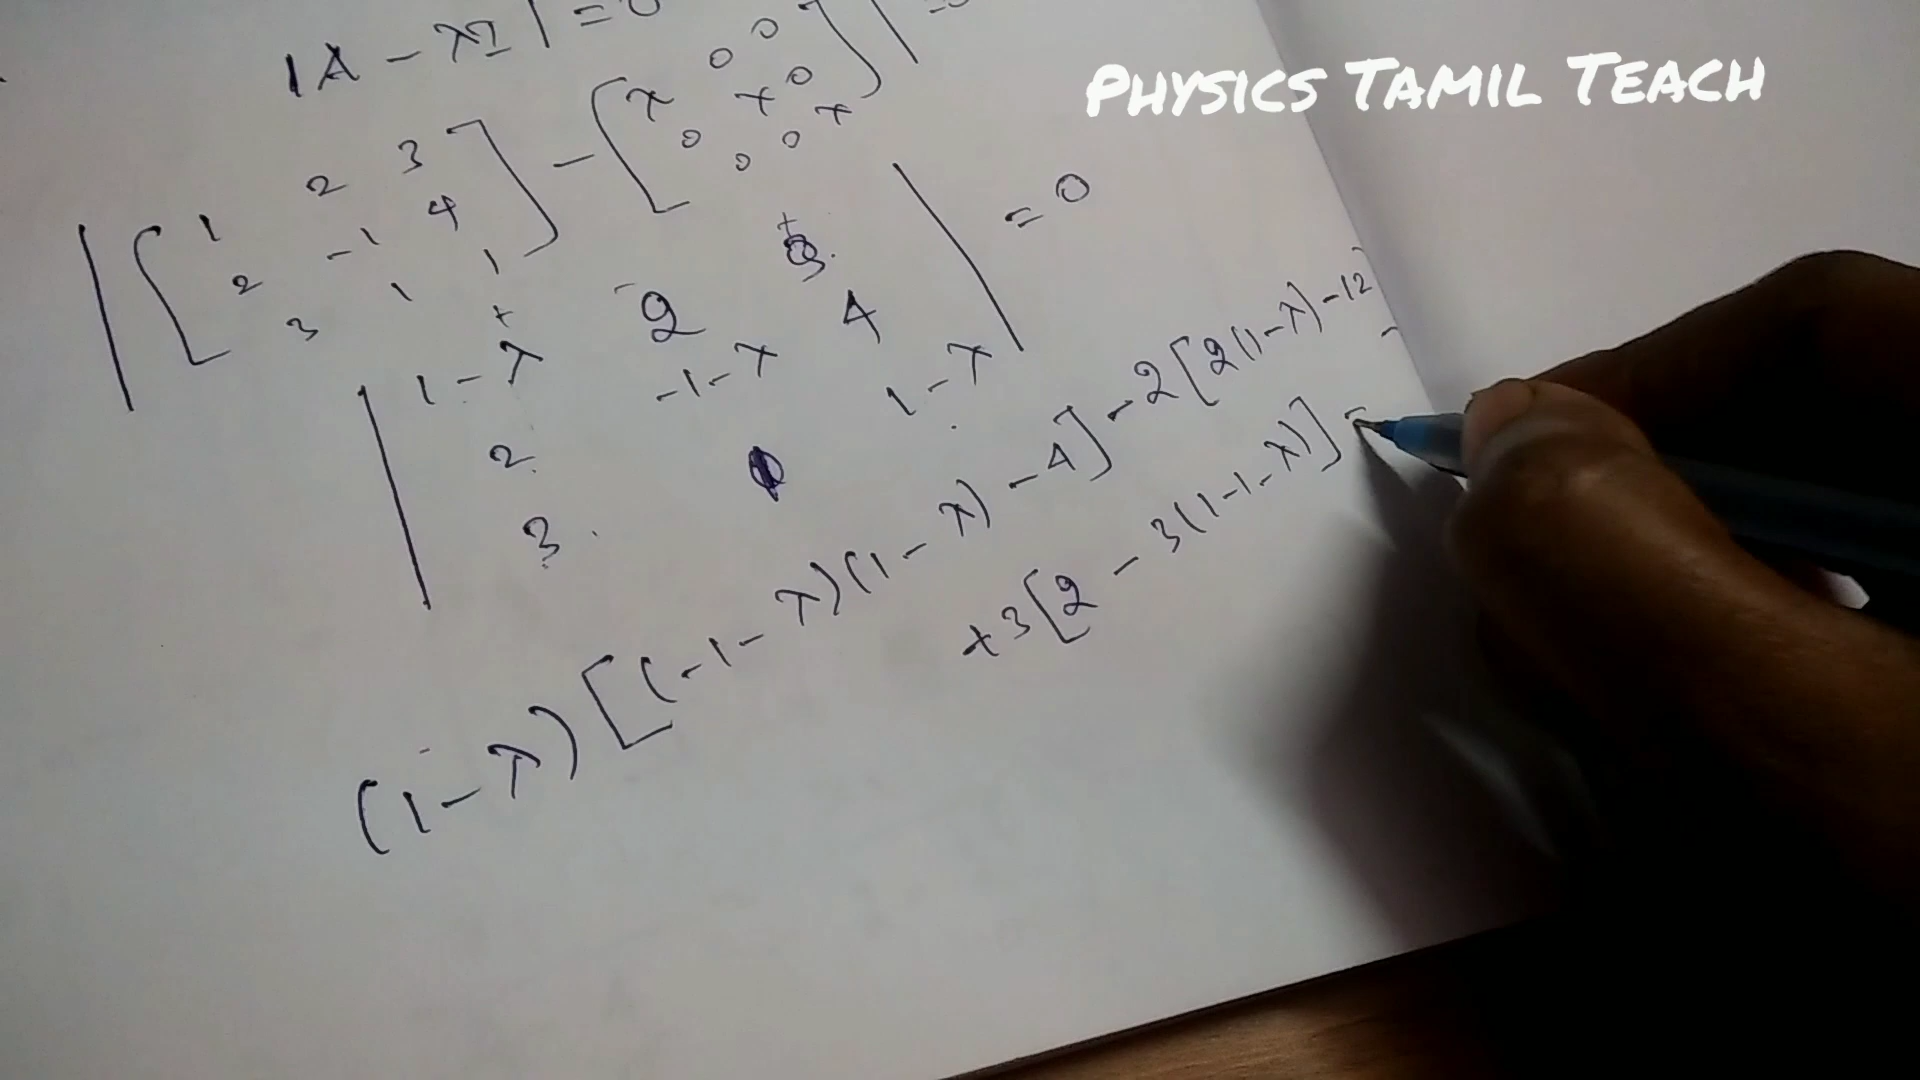 |A - λI| = 0
PHYSICS TAMIL TEACH
| [ 1 2 3 ] - [ λ 0 0 ] | =
2 -1 4 0 λ 0
3 1 1 0 0 λ
+ - +
| 1-λ 2 3 | = 0
2 -1-λ 4
3 1 1-λ
(1-λ) [(-1-λ)(1-λ) - 4] - 2 [2(1-λ) - 12]
+3 [2 - 3(1-1-λ)] =